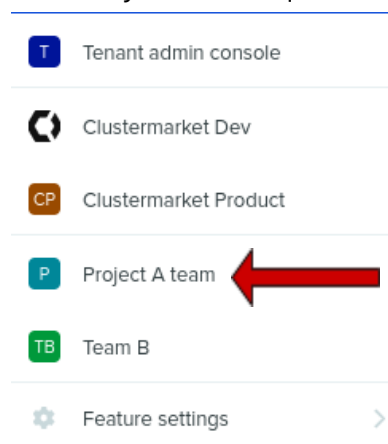 T Tenant admin console
Clustermarket Dev
CP Clustermarket Product
P Project A team
TB Team B
Feature settings